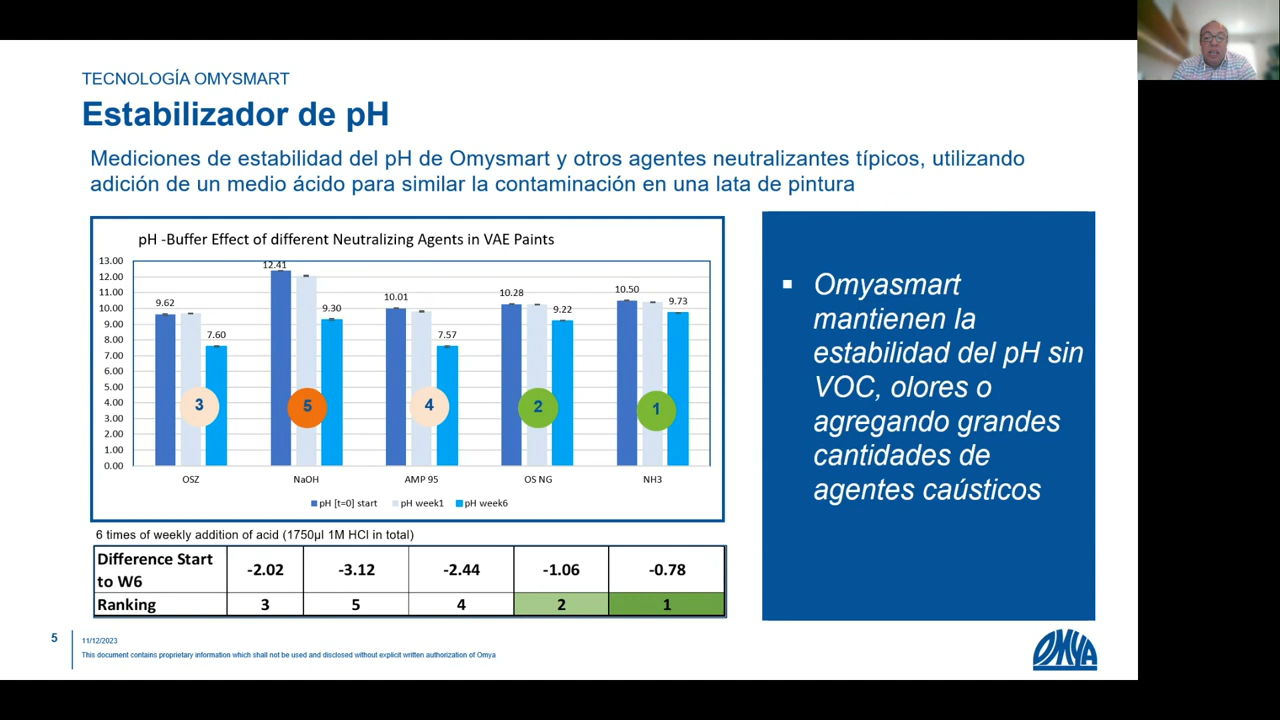 TECNOLOGÍA OMYSMART
Estabilizador de pH
Mediciones de estabilidad del pH de Omysmart y otros agentes neutralizantes típicos, utilizando
adición de un medio ácido para similar la contaminación en una lata de pintura
pH -Buffer Effect of different Neutralizing Agents in VAE Paints
13.00
12.00
11.00
10.00
9.00
8.00
7.00
6.00
5.00
4.00
3.00
2.00
1.00
0.00
9.62
7.60
12.41
9.30
10.01
7.57
10.28
9.22
10.50
9.73
3
5
4
2
1
OSZ
NaOH
AMP 95
OS NG
NH3
pH [t=0] start
pH week1
pH week6
6 times of weekly addition of acid (1750µl 1M HCl in total)
Difference Start
to W6
-2.02
-3.12
-2.44
-1.06
-0.78
Ranking
3
5
4
2
1
▪ Omyasmart
mantienen la
estabilidad del pH sin
VOC, olores o
agregando grandes
cantidades de
agentes caústicos
5
11/12/2023
This document contains proprietary information which shall not be used and disclosed without explicit written authorization of Omya
OMYA